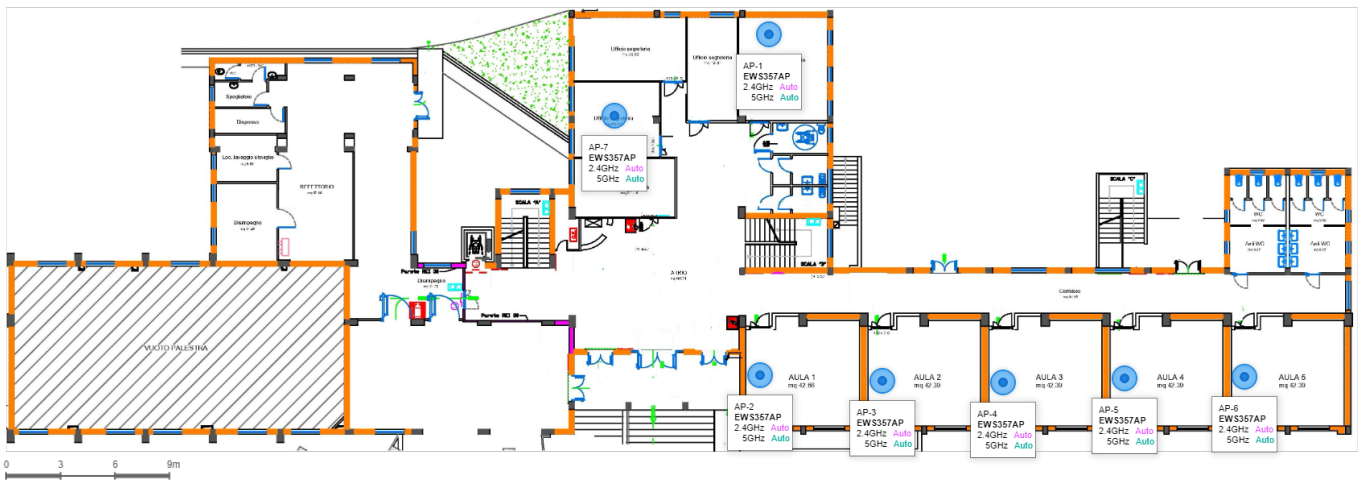 Ufficio segreteria
Ufficio segreteria
AP-1
EWS357AP
2.4GHz Auto
5GHz Auto
WC
Spogliatoio
Dispensa
Loc. lavaggio stoviglie
REFETTORIO
Disimpegno
AP-7
EWS357AP
2.4GHz Auto
5GHz Auto
SCALA "A"
SCALA "B"
SCALA "C"
WC
WC
Anti WC
Anti WC
Parete REI
Disimpegno
ATRIO
Corridoio
Parete REI
VUOTO PALESTRA
AULA 1
mq 42.66
AULA 2
mq 42.39
AULA 3
mq 42.39
AULA 4
mq 42.39
AULA 5
mq 42.39
AP-2
EWS357AP
2.4GHz Auto
5GHz Auto
AP-3
EWS357AP
2.4GHz Auto
5GHz Auto
AP-4
EWS357AP
2.4GHz Auto
5GHz Auto
AP-5
EWS357AP
2.4GHz Auto
5GHz Auto
AP-6
EWS357AP
2.4GHz Auto
5GHz Auto
0 3 6 9m